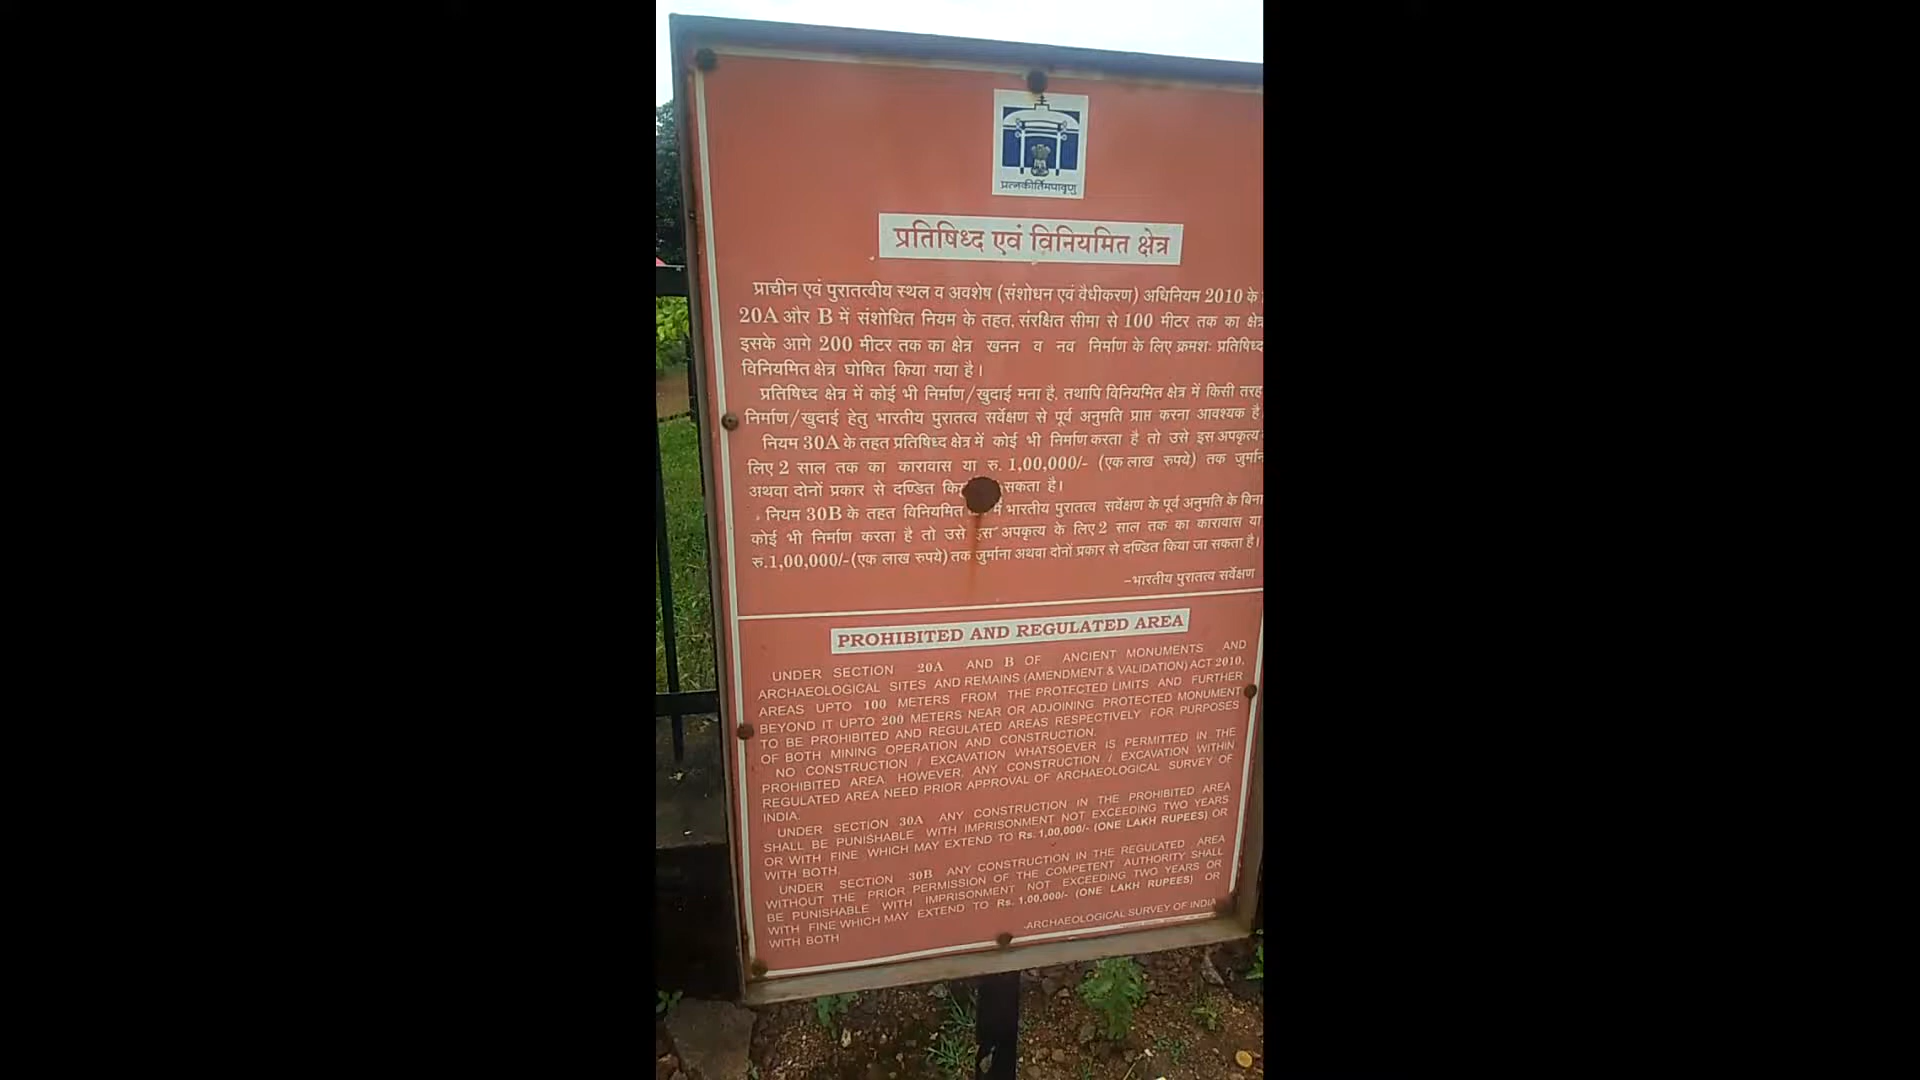 प्रत्नकीर्तिमपावृणु
प्रतिषिध्द एवं विनियमित क्षेत्र
प्राचीन एवं पुरातत्वीय स्थल व अवशेष (संशोधन एवं वैधीकरण) अधिनियम 2010 के
20A और B में संशोधित नियम के तहत, संरक्षित सीमा से 100 मीटर तक का क्षेत्र
इसके आगे 200 मीटर तक का क्षेत्र खनन व नव निर्माण के लिए क्रमशः प्रतिषिध्द
विनियमित क्षेत्र घोषित किया गया है।
प्रतिषिध्द क्षेत्र में कोई भी निर्माण/खुदाई मना है, तथापि विनियमित क्षेत्र में किसी तरह
निर्माण/खुदाई हेतु भारतीय पुरातत्व सर्वेक्षण से पूर्व अनुमति प्राप्त करना आवश्यक है
नियम 30A के तहत प्रतिषिध्द क्षेत्र में कोई भी निर्माण करता है तो उसे इस अपकृत्य
लिए 2 साल तक का कारावास या रु. 1,00,000/- (एक लाख रुपये) तक जुर्माना
अथवा दोनों प्रकार से दण्डित सकता है।
नियम 30B के तहत विनियमित में भारतीय पुरातत्व सर्वेक्षण के पूर्व अनुमति के बिना
कोई भी निर्माण करता है तो उसे इस अपकृत्य के लिए 2 साल तक का कारावास या
रु.1,00,000/-(एक लाख रुपये) तक जुर्माना अथवा दोनों प्रकार से दण्डित किया जा सकता है।
–भारतीय पुरातत्व सर्वेक्षण
PROHIBITED AND REGULATED AREA
UNDER SECTION 20A AND B OF ANCIENT MONUMENTS AND
ARCHAEOLOGICAL SITES AND REMAINS (AMENDMENT & VALIDATION) ACT 2010,
AREAS UPTO 100 METERS FROM THE PROTECTED LIMITS AND FURTHER
BEYOND IT UPTO 200 METERS NEAR OR ADJOINING PROTECTED MONUMENT
TO BE PROHIBITED AND REGULATED AREAS RESPECTIVELY FOR PURPOSES
OF BOTH MINING OPERATION AND CONSTRUCTION.
NO CONSTRUCTION / EXCAVATION WHATSOEVER IS PERMITTED IN THE
PROHIBITED AREA. HOWEVER, ANY CONSTRUCTION / EXCAVATION WITHIN
REGULATED AREA NEED PRIOR APPROVAL OF ARCHAEOLOGICAL SURVEY OF
INDIA.
UNDER SECTION 30A ANY CONSTRUCTION IN THE PROHIBITED AREA
SHALL BE PUNISHABLE WITH IMPRISONMENT NOT EXCEEDING TWO YEARS
OR WITH FINE WHICH MAY EXTEND TO Rs. 1,00,000/- (ONE LAKH RUPEES) OR
WITH BOTH.
UNDER SECTION 30B ANY CONSTRUCTION IN THE REGULATED AREA
WITHOUT THE PRIOR PERMISSION OF THE COMPETENT AUTHORITY SHALL
BE PUNISHABLE WITH IMPRISONMENT NOT EXCEEDING TWO YEARS OR
WITH FINE WHICH MAY EXTEND TO Rs. 1,00,000/- (ONE LAKH RUPEES) OR
WITH BOTH
-ARCHAEOLOGICAL SURVEY OF INDIA